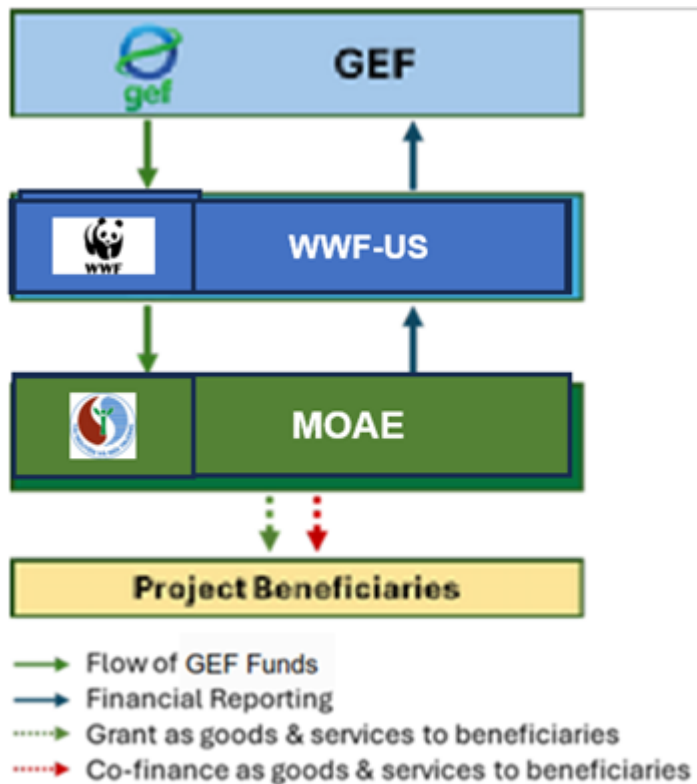 gef
GEF
WWF
WWF-US
MOAE
Project Beneficiaries
Flow of GEF Funds
Financial Reporting
Grant as goods & services to beneficiaries
Co-finance as goods & services to beneficiaries